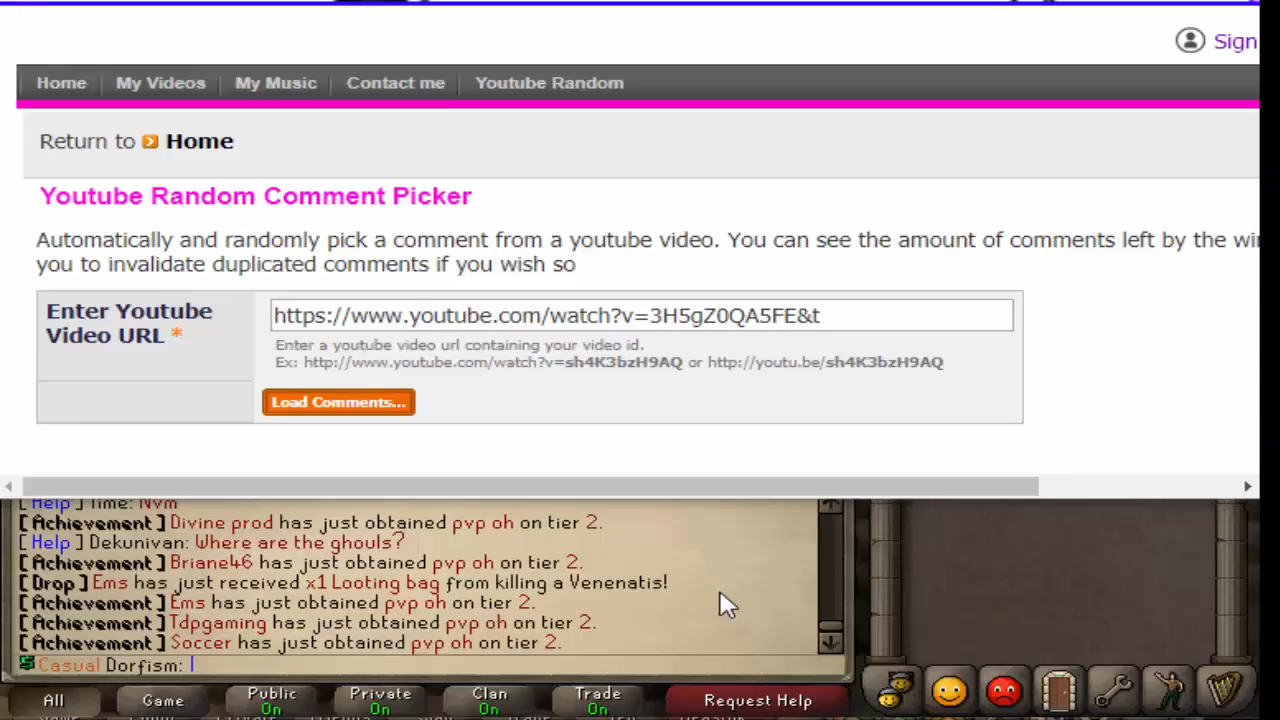 Sign
Home My Videos My Music Contact me Youtube Random
Return to Home
Youtube Random Comment Picker
Automatically and randomly pick a comment from a youtube video. You can see the amount of comments left by the
you to invalidate duplicated comments if you wish so
Enter Youtube Video URL *
https://www.youtube.com/watch?v=3H5gZ0QA5FE&t
Enter a youtube video url containing your video id.
Ex: http://www.youtube.com/watch?v=sh4K3bzH9AQ or http://youtu.be/sh4K3bzH9AQ
Load Comments...
[ Help ] Time: Nvm
[Achievement] Divine prod has just obtained pvp oh on tier 2.
[ Help ] Dekunivan: Where are the ghouls?
[Achievement] Briane46 has just obtained pvp oh on tier 2.
[Drop] Ems has just received x1 Looting bag from killing a Venenatis!
[Achievement] Ems has just obtained pvp oh on tier 2.
[Achievement] Tdpgaming has just obtained pvp oh on tier 2.
[Achievement] Soccer has just obtained pvp oh on tier 2.
Casual Dorfism:
All Game Public On Private On Clan On Trade On Request Help